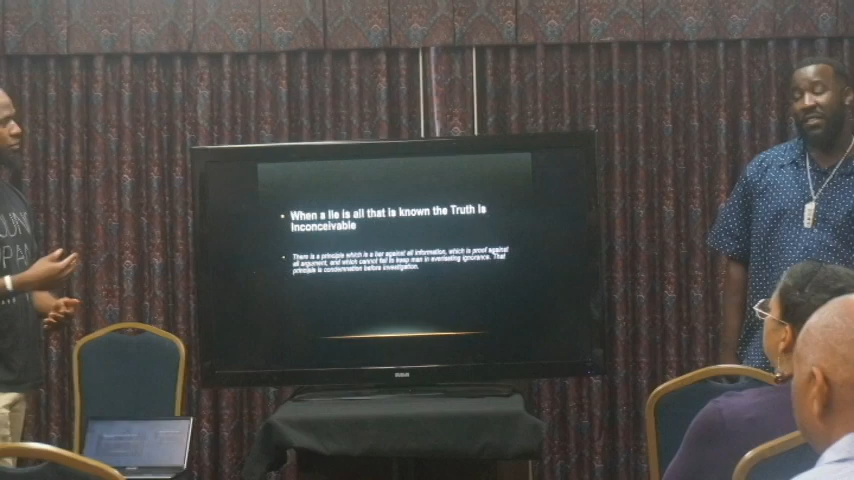 • When a lie is all that is known the Truth is
Inconceivable
• There is a principle which is a bar against all information, which is proof against
all argument, and which cannot fail to keep man in everlasting ignorance. That
principle is condemnation before investigation.
RCA